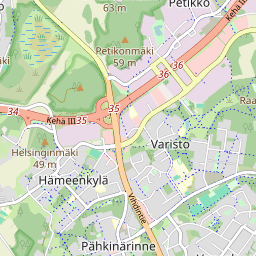 63 m
Petikko
Petikonmäki
59 m
36
36
Kehä III
34
35
Kehä III
35
Raa
Helsinginmäki
49 m
Varisto
Hämeenkylä
Vihdintie
Pähkinärinne